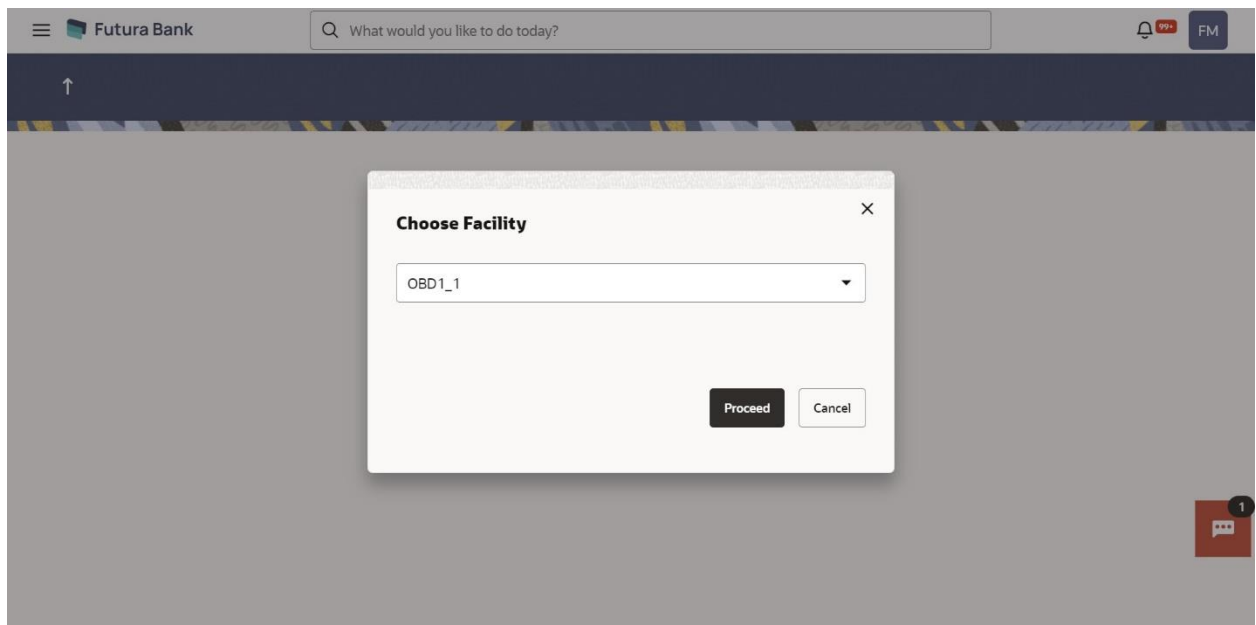 Futura Bank
What would you like to do today?
99+
FM
Choose Facility
OBD1_1
Proceed
Cancel
1